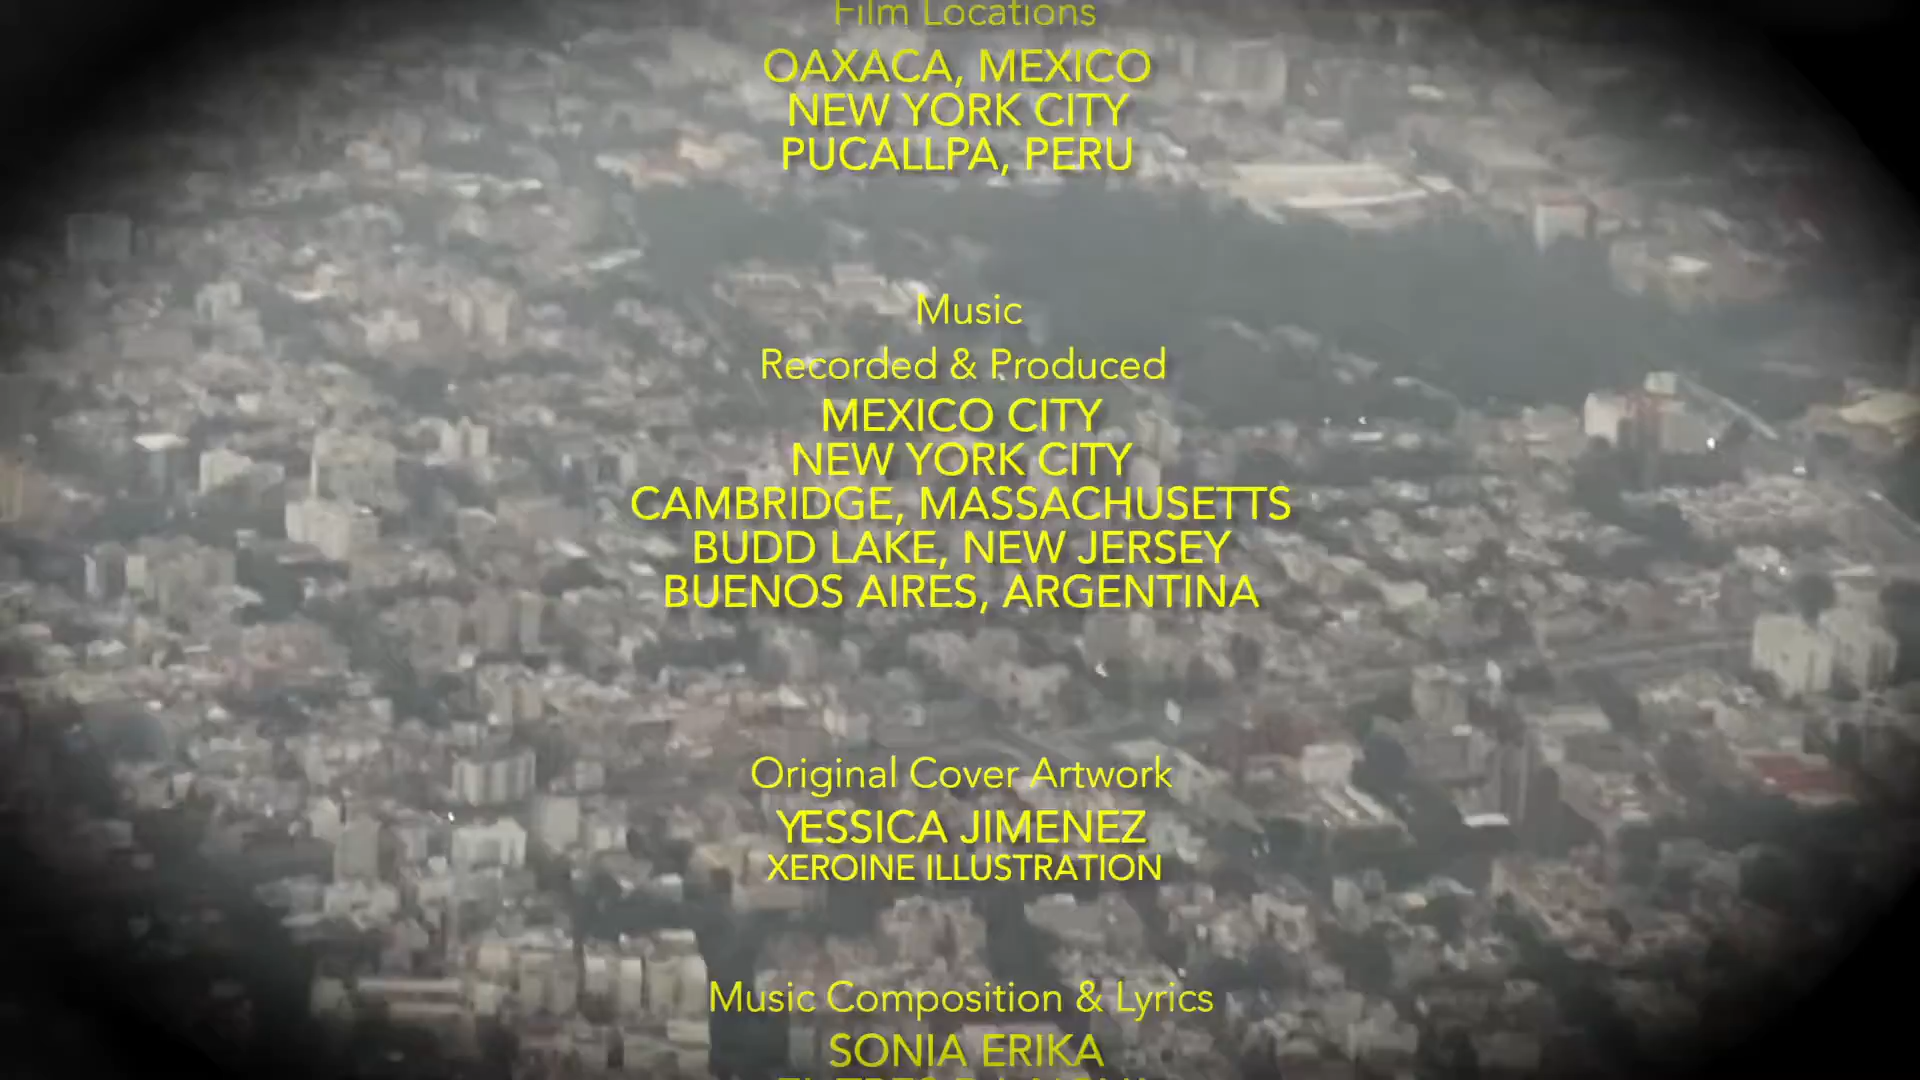 Film Locations
OAXACA, MEXICO
NEW YORK CITY
PUCALLPA, PERU
Music
Recorded & Produced
MEXICO CITY
NEW YORK CITY
CAMBRIDGE, MASSACHUSETTS
BUDD LAKE, NEW JERSEY
BUENOS AIRES, ARGENTINA
Original Cover Artwork
YESSICA JIMENEZ
XEROINE ILLUSTRATION
Music Composition & Lyrics
SONIA ERIKA